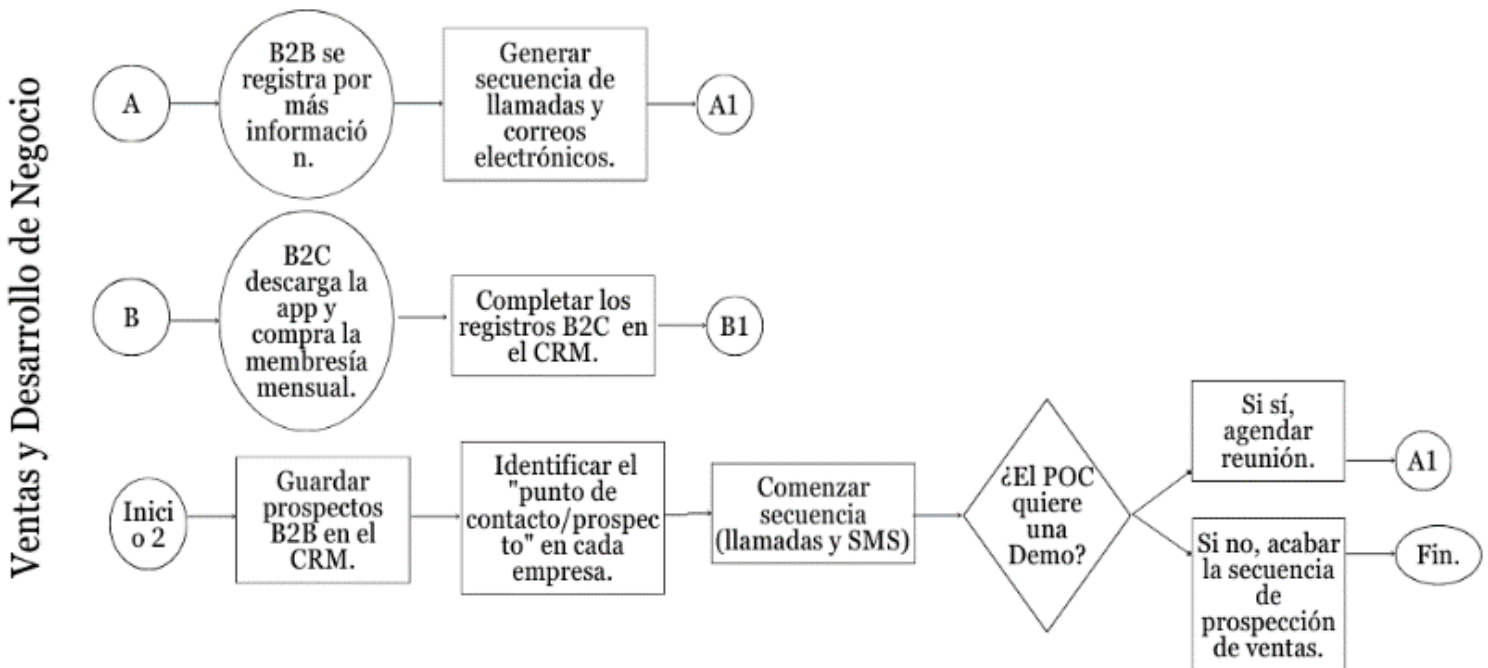 Ventas y Desarrollo de Negocio
A
B2B se
registra por
más
informació
n.
Generar
secuencia de
llamadas y
correos
electrónicos.
A1
B
B2C
descarga la
app y
compra la
membresía
mensual.
Completar los
registros B2C en
el CRM.
B1
Inici
o 2
Guardar
prospectos
B2B en el
CRM.
Identificar el
"punto de
contacto/prospec
to" en cada
empresa.
Comenzar
secuencia
(llamadas y SMS)
¿El POC
quiere
una
Demo?
Si sí,
agendar
reunión.
A1
Si no, acabar
la secuencia
de
prospección
de ventas.
Fin.